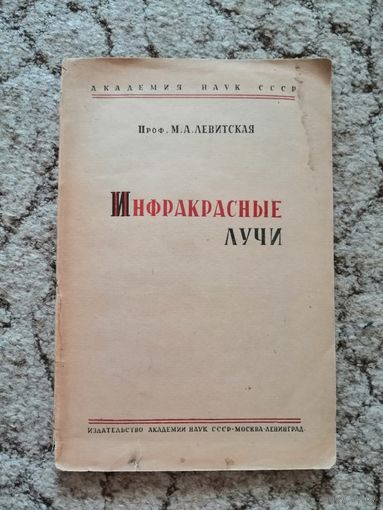 АКАДЕМИЯ НАУК СССР
Проф. М.А.ЛЕВИТСКАЯ
ИНФРАКРАСНЫЕ
ЛУЧИ
ИЗДАТЕЛЬСТВО АКАДЕМИИ НАУК СССР-МОСКВА-ЛЕНИНГРАД